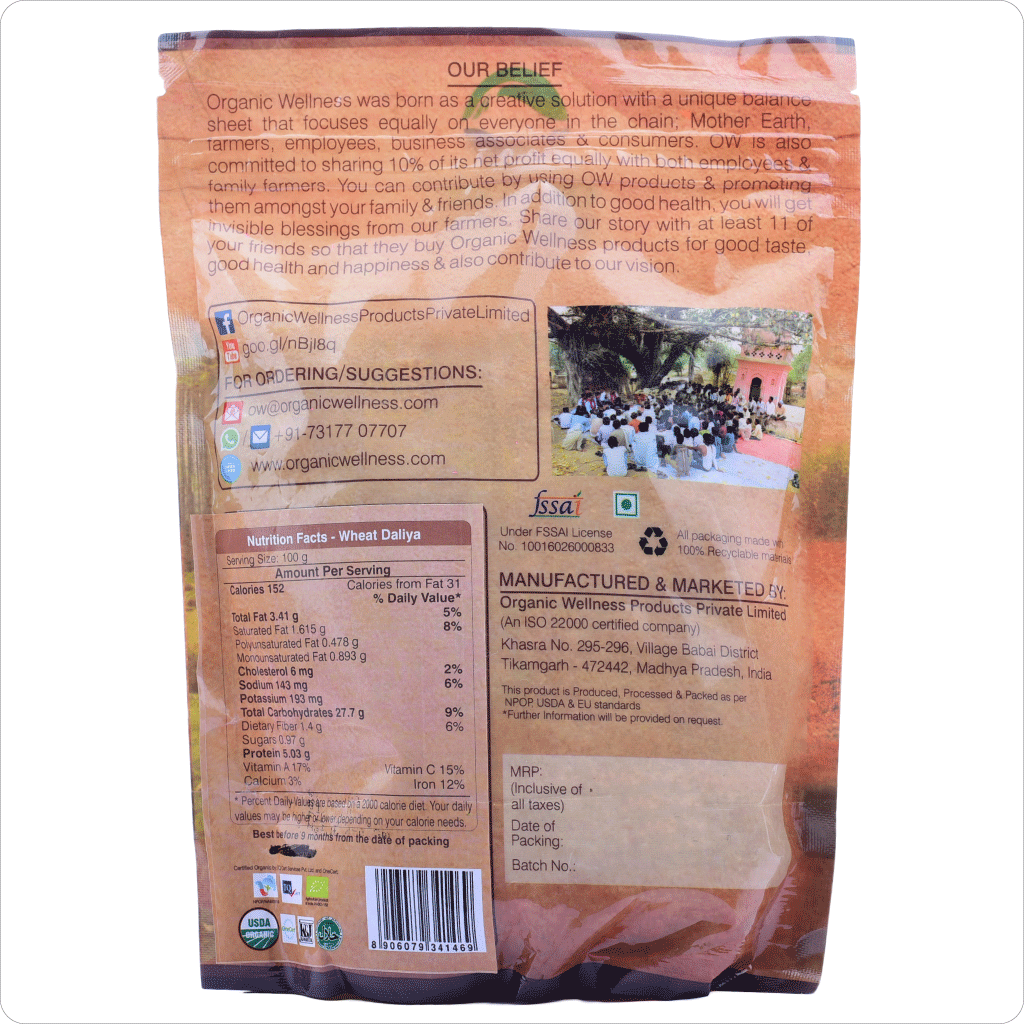 OUR BELIEF
Organic Wellness was born as a creative solution with a unique balance
sheet that focuses equally on everyone in the chain; Mother Earth,
farmers, employees, business associates & consumers. OW is also
committed to sharing 10% of its net profit equally with both employees &
family farmers. You can contribute by using OW products & promoting
them amongst your family & friends. In addition to good health, you will get
invisible blessings from our farmers. Share our story with at least 11 of
your friends so that they buy Organic Wellness products for good taste,
good health and happiness & also contribute to our vision.
OrganicWellnessProductsPrivateLimited
You Tube goo.gl/nBjI8q
FOR ORDERING/SUGGESTIONS:
ow@organicwellness.com
/ +91-73177 07707
www.organicwellness.com
fssai
Under FSSAI License
No. 10016026000833
All packaging made with
100% Recyclable materials
MANUFACTURED & MARKETED BY:
Organic Wellness Products Private Limited
(An ISO 22000 certified company)
Khasra No. 295-296, Village Babai District
Tikamgarh - 472442, Madhya Pradesh, India
This product is Produced, Processed & Packed as per
NPOP, USDA & EU standards
*Further Information will be provided on request.
MRP:
(Inclusive of
all taxes)
Date of
Packing:
Batch No.:
Nutrition Facts - Wheat Daliya
Serving Size: 100 g
Amount Per Serving
Calories 152 Calories from Fat 31
% Daily Value*
Total Fat 3.41 g 5%
Saturated Fat 1.615 g 8%
Polyunsaturated Fat 0.478 g
Monounsaturated Fat 0.893 g
Cholesterol 6 mg 2%
Sodium 143 mg 6%
Potassium 193 mg
Total Carbohydrates 27.7 g 9%
Dietary Fiber 1.4 g 6%
Sugars 0.97 g
Protein 5.03 g
Vitamin A 17% Vitamin C 15%
Calcium 3% Iron 12%
* Percent Daily Values are based on a 2000 calorie diet. Your daily
values may be higher or lower depending on your calorie needs.
Best before 9 months from the date of packing
USDA
ORGANIC
حلال
8 906079 341469